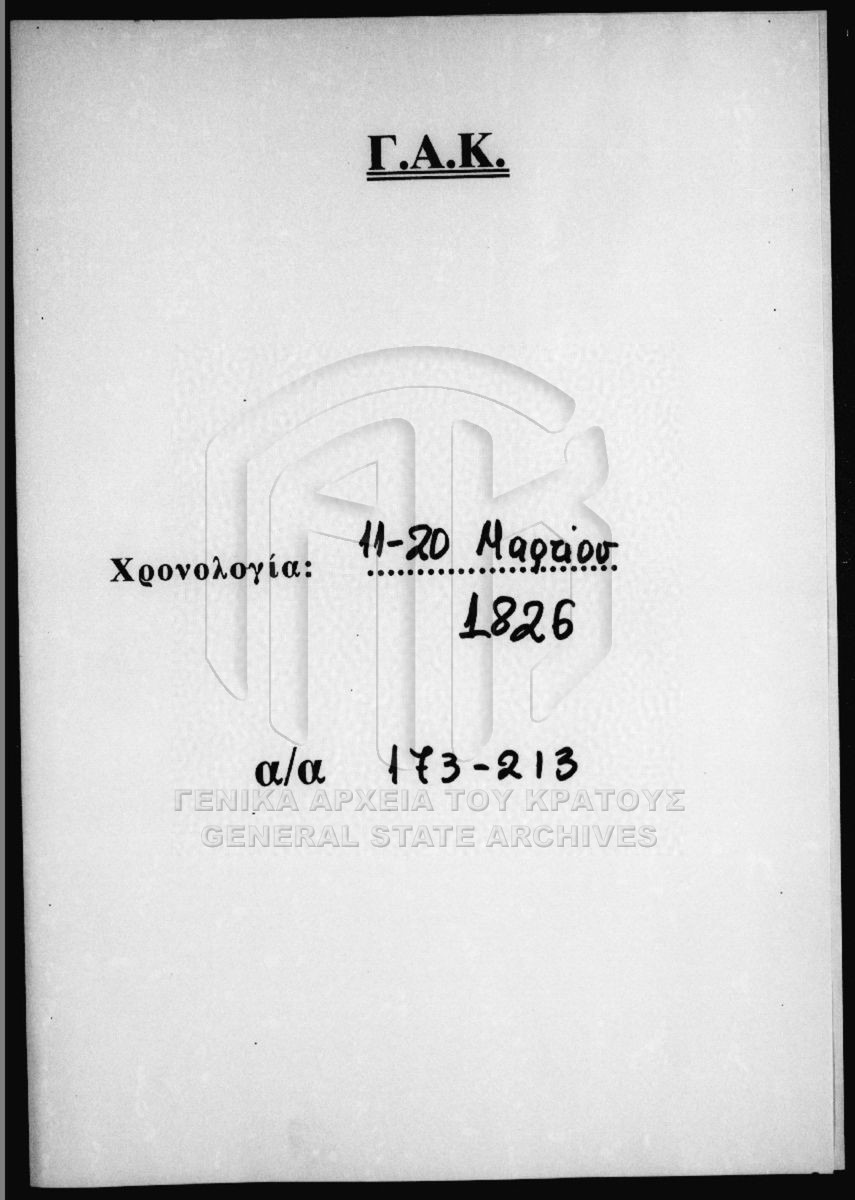 Γ.Α.Κ.
Χρονολογία: 11-20 Μαρτίου
1826
α/α 173-213
ΓΕΝΙΚΑ ΑΡΧΕΙΑ ΤΟΥ ΚΡΑΤΟΥΣ
GENERAL STATE ARCHIVES